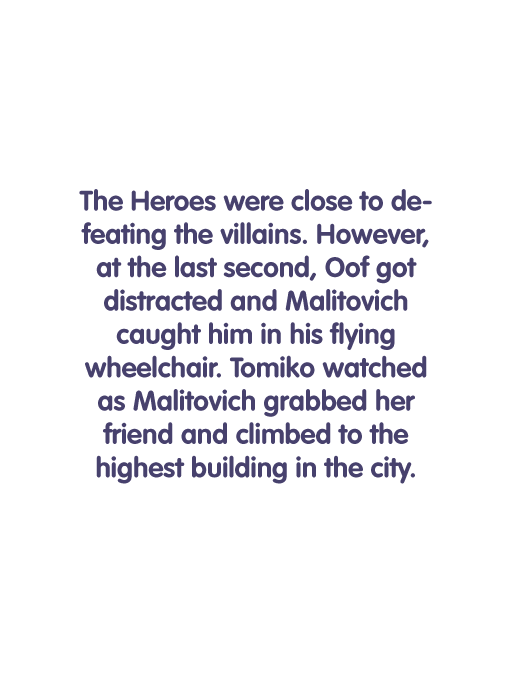 The Heroes were close to de-
feating the villains. However,
at the last second, Oof got
distracted and Malitovich
caught him in his flying
wheelchair. Tomiko watched
as Malitovich grabbed her
friend and climbed to the
highest building in the city.